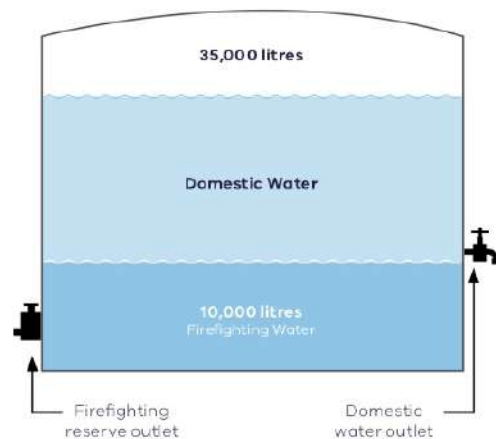 35,000 litres
Domestic Water
10,000 litres
Firefighting Water
Firefighting
reserve outlet
Domestic
water outlet